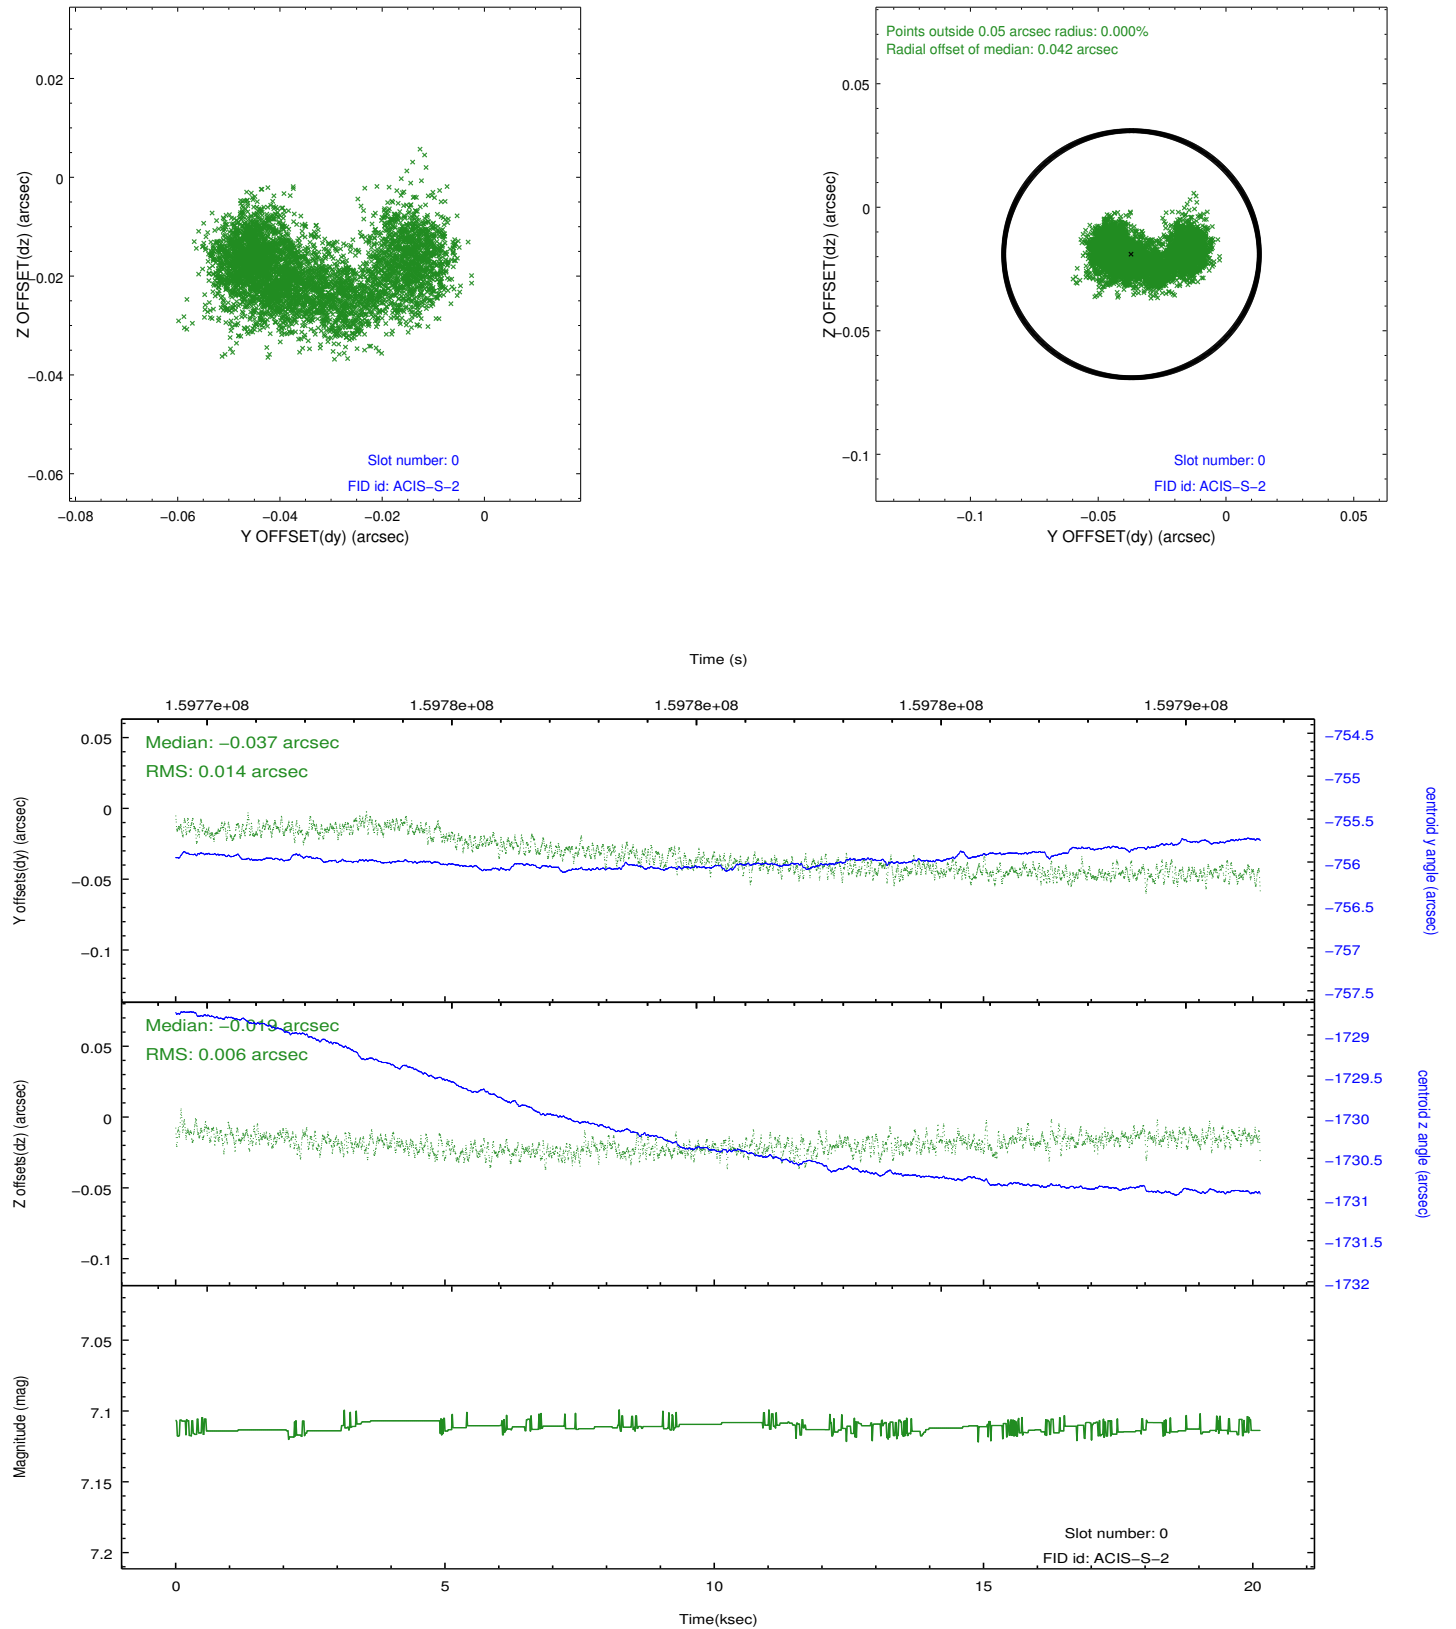 0.02
0
−0.02
−0.04
−0.06
−0.08
−0.06
−0.04
−0.02
0
Z OFFSET(dz) (arcsec)
Y OFFSET(dy) (arcsec)
Slot number: 0
FID id: ACIS−S−2
Points outside 0.05 arcsec radius: 0.000%
Radial offset of median: 0.042 arcsec
0.05
0
−0.05
−0.1
−0.1
−0.05
0
0.05
Z OFFSET(dz) (arcsec)
Y OFFSET(dy) (arcsec)
Slot number: 0
FID id: ACIS−S−2
Time (s)
1.5977e+08
1.5978e+08
1.5978e+08
1.5978e+08
1.5979e+08
Median: −0.037 arcsec
RMS: 0.014 arcsec
0.05
0
−0.05
−0.1
Y offsets(dy) (arcsec)
−754.5
−755
−755.5
−756
−756.5
−757
−757.5
centroid y angle (arcsec)
Median: −0.019 arcsec
RMS: 0.006 arcsec
0.05
0
−0.05
−0.1
Z offsets(dz) (arcsec)
−1729
−1729.5
−1730
−1730.5
−1731
−1731.5
−1732
centroid z angle (arcsec)
7.05
7.1
7.15
7.2
Magnitude (mag)
Slot number: 0
FID id: ACIS−S−2
0
5
10
15
20
Time(ksec)